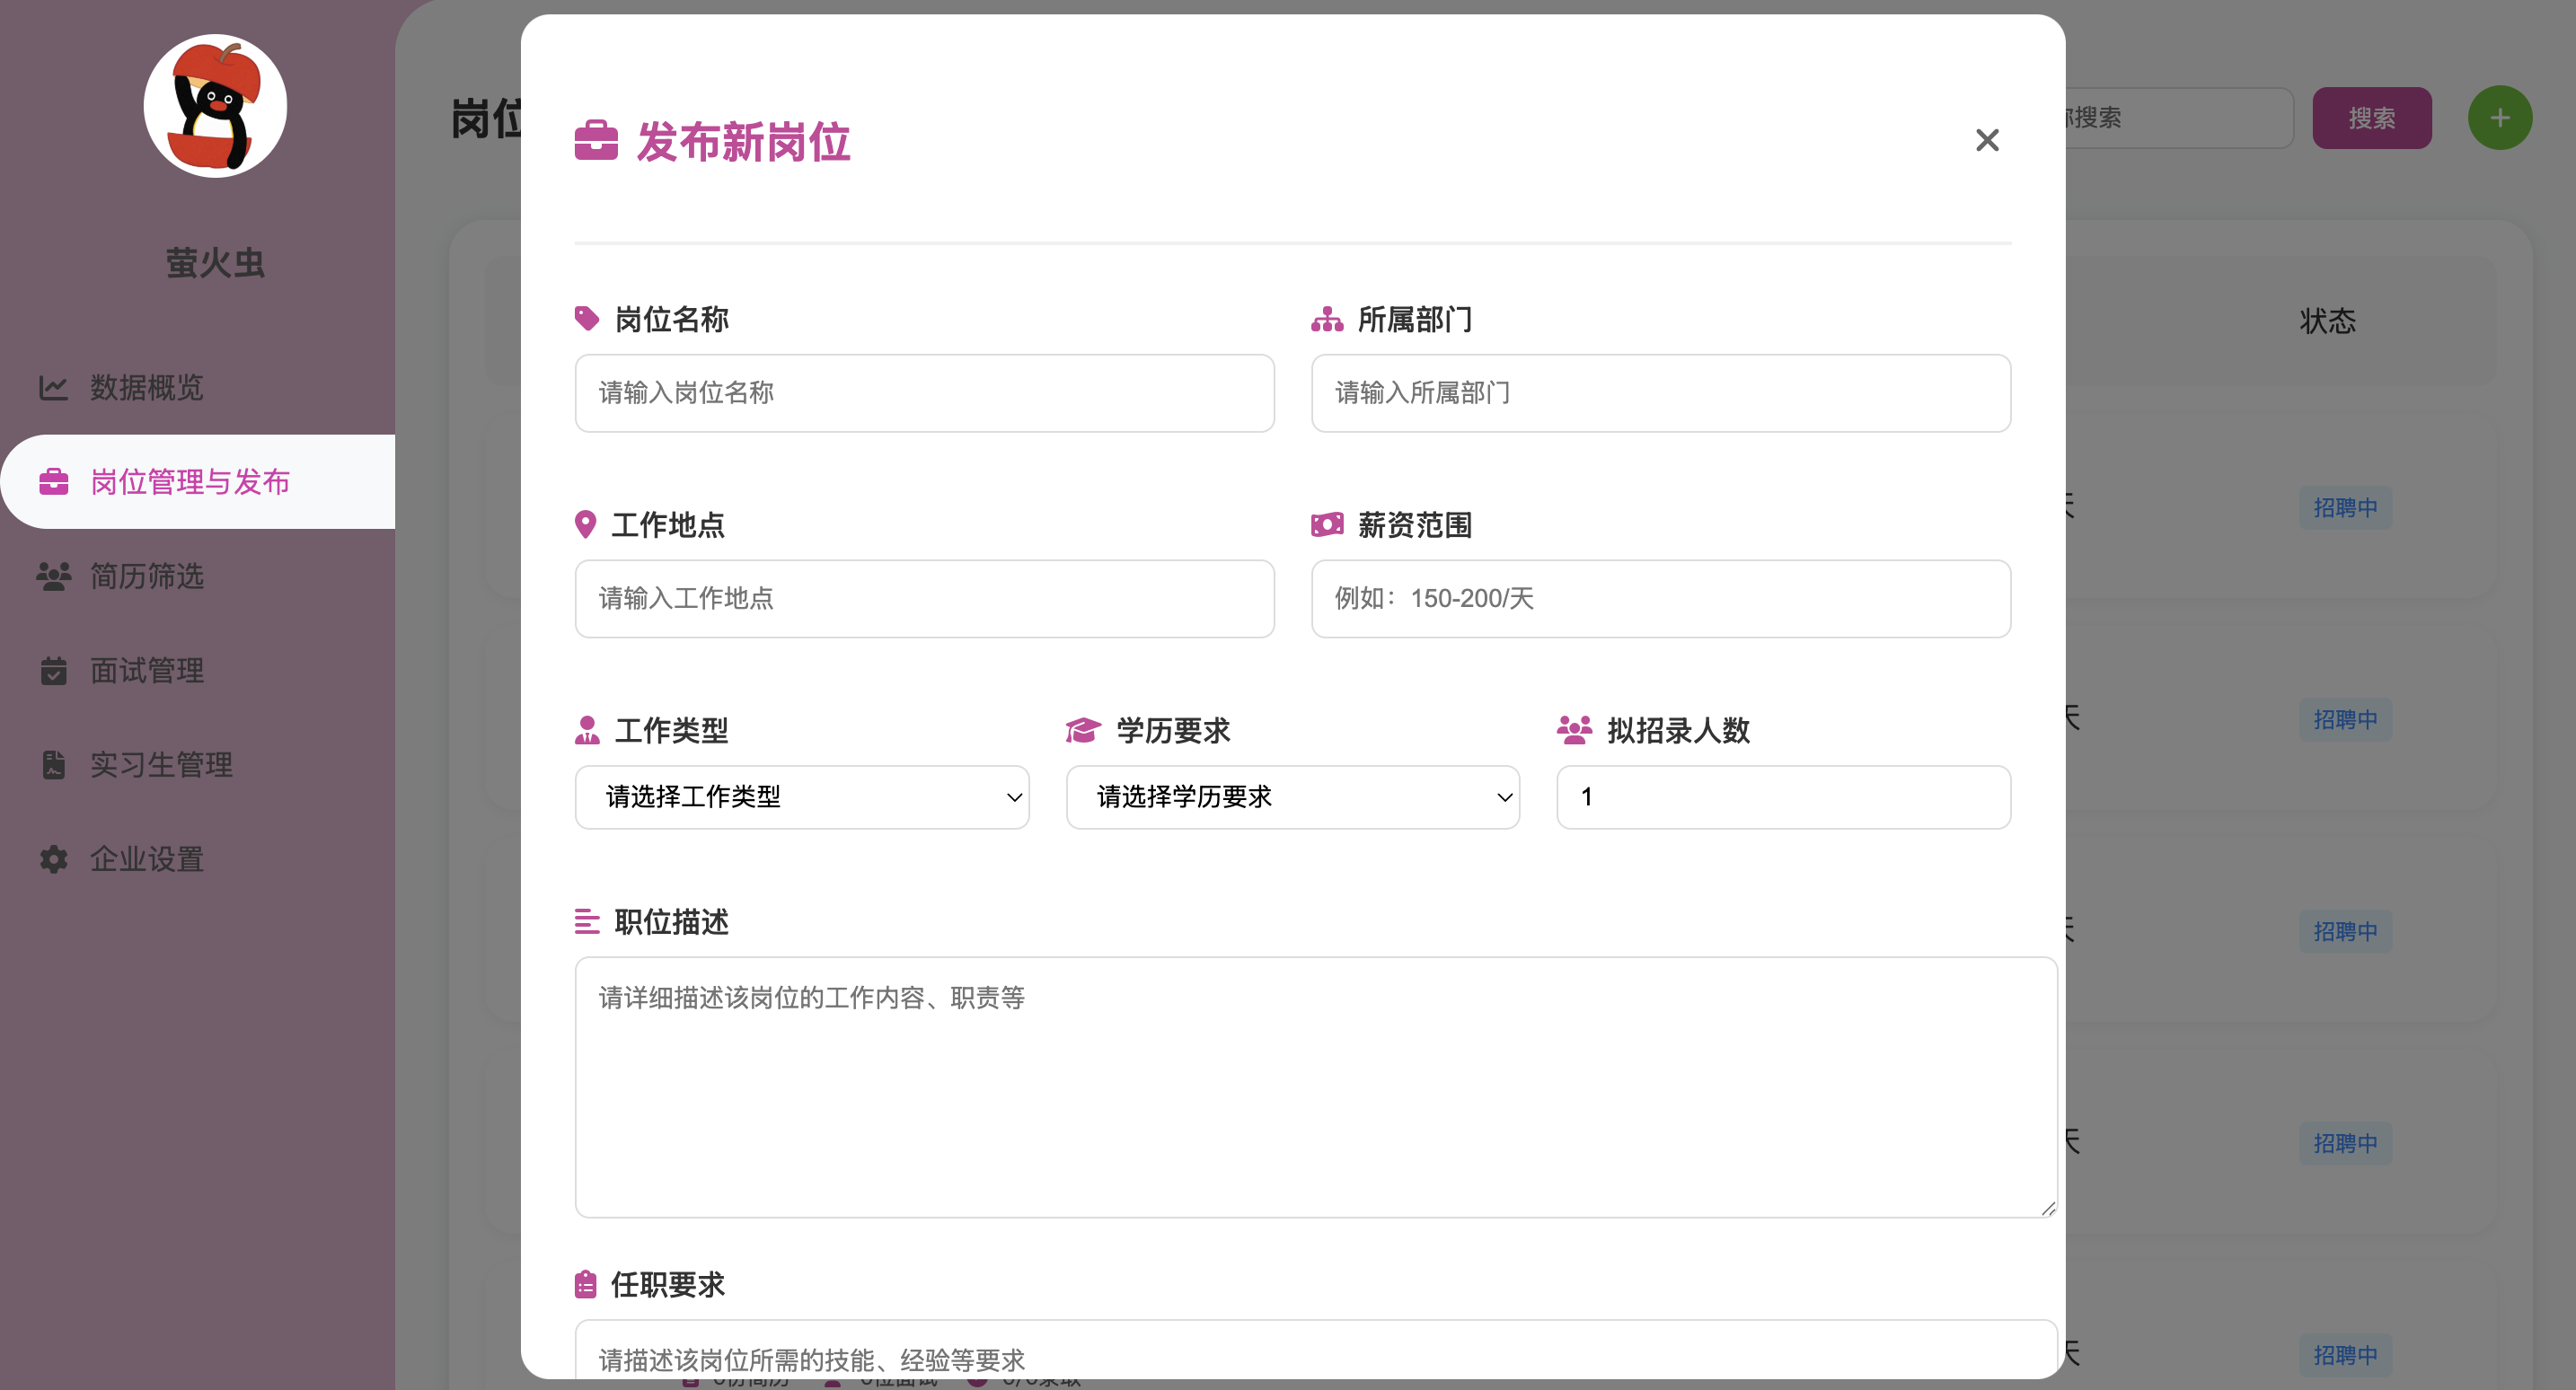 萤火虫
数据概览
岗位管理与发布
简历筛选
面试管理
实习生管理
企业设置
岗位
搜索
搜索
状态
发布新岗位
岗位名称
请输入岗位名称
所属部门
请输入所属部门
工作地点
请输入工作地点
薪资范围
例如：150-200/天
工作类型
请选择工作类型
学历要求
请选择学历要求
拟招录人数
1
职位描述
请详细描述该岗位的工作内容、职责等
任职要求
请描述该岗位所需的技能、经验等要求
天
招聘中
天
招聘中
天
招聘中
天
招聘中
天
招聘中